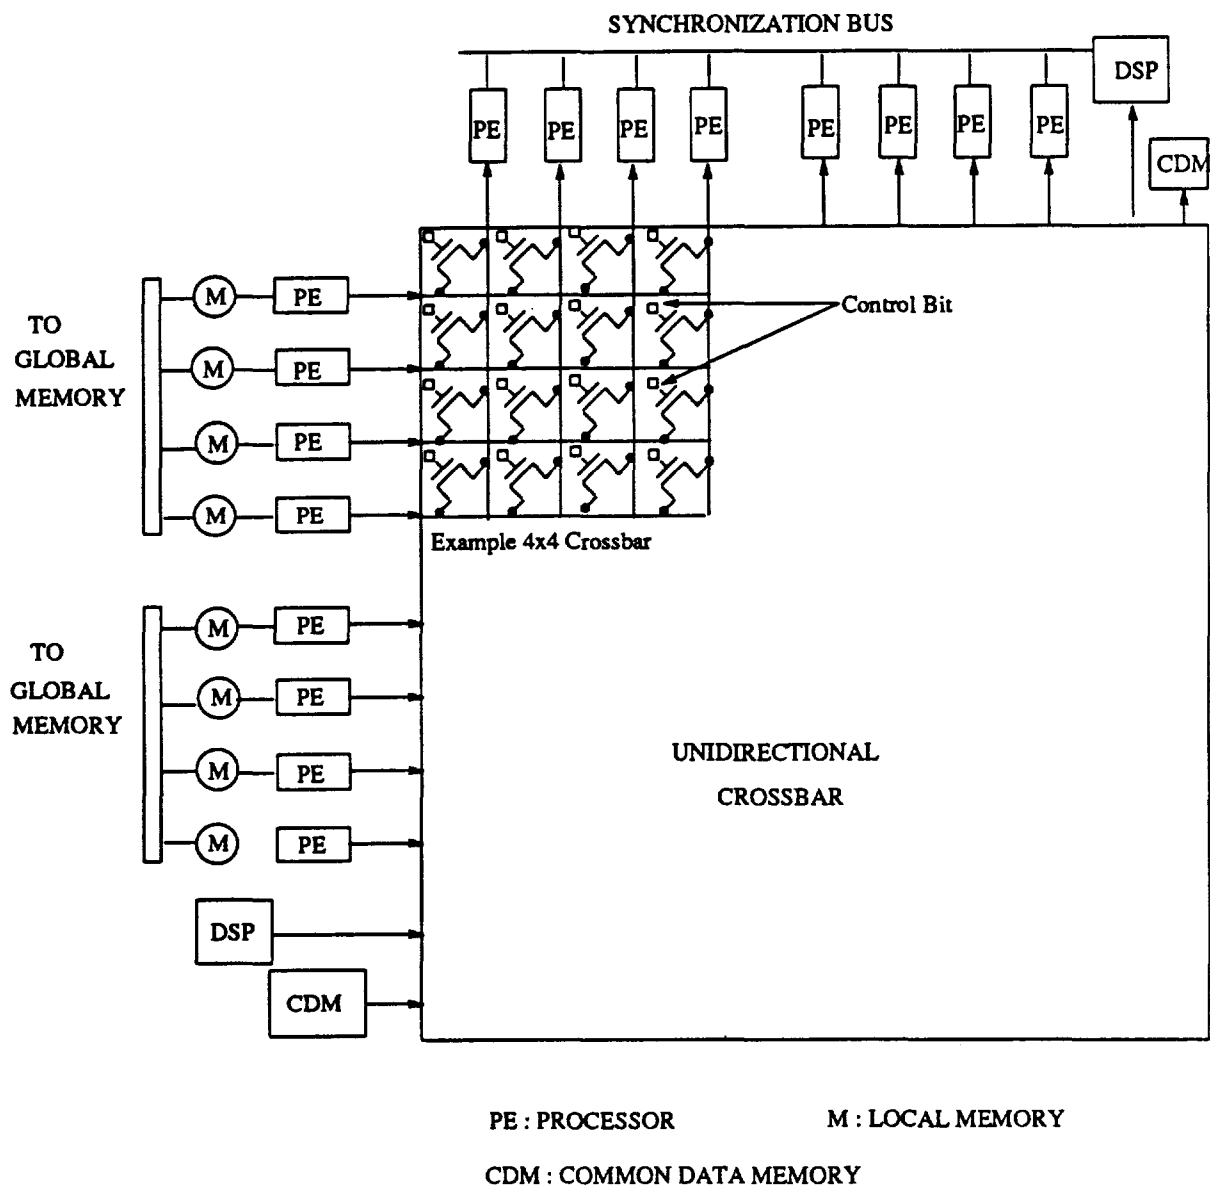 SYNCHRONIZATION BUS
DSP
PE PE PE PE PE PE PE PE
CDM
M PE
Control Bit
TO
GLOBAL
MEMORY
M PE
M PE
M PE
Example 4x4 Crossbar
M PE
TO
GLOBAL
MEMORY
M PE
M PE
M PE
UNIDIRECTIONAL
CROSSBAR
DSP
CDM
PE : PROCESSOR
M : LOCAL MEMORY
CDM : COMMON DATA MEMORY